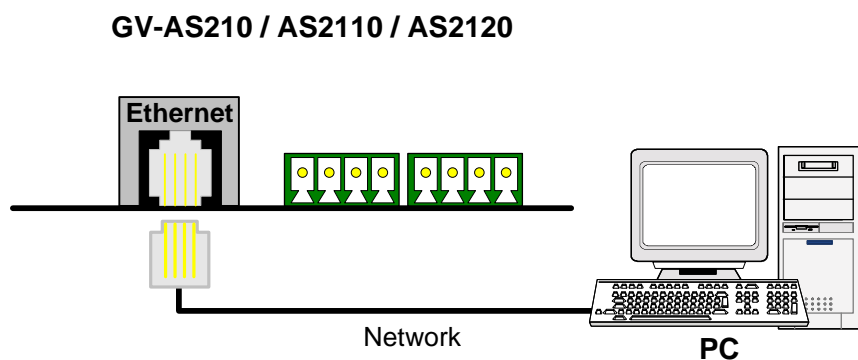 GV-AS210 / AS2110 / AS2120
Ethernet
Network
PC